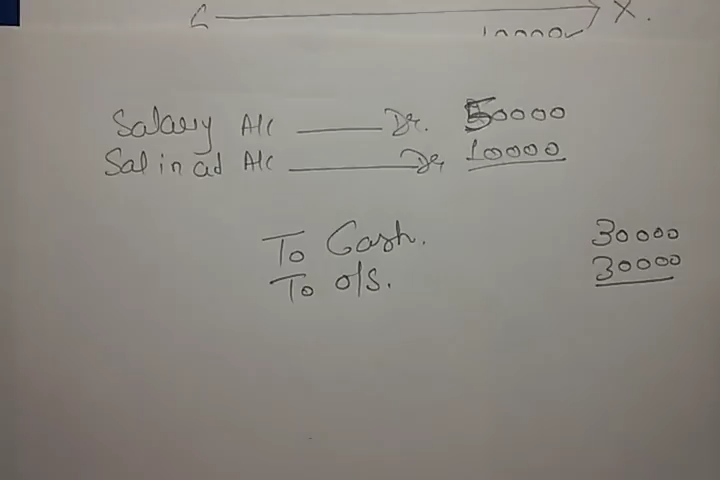 X.
Salary A/c Dr. 50000
Sal in ad A/c Dr. 10000
To Cash. 30000
To o/s. 30000